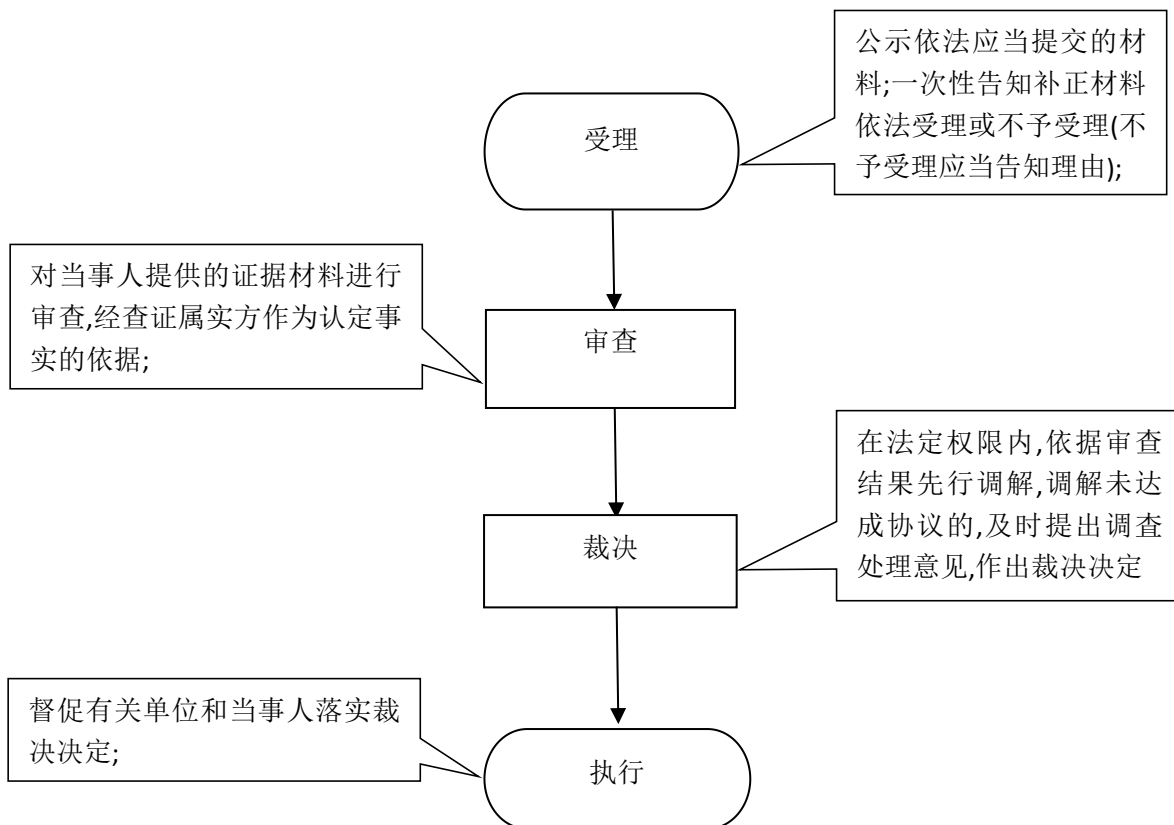 公示依法应当提交的材
料;一次性告知补正材料
依法受理或不予受理(不
予受理应当告知理由);
受理
对当事人提供的证据材料进行
审查,经查证属实方作为认定事
实的依据;
审查
在法定权限内,依据审查
结果先行调解,调解未达
成协议的,及时提出调查
处理意见,作出裁决决定
裁决
督促有关单位和当事人落实裁
决决定;
执行